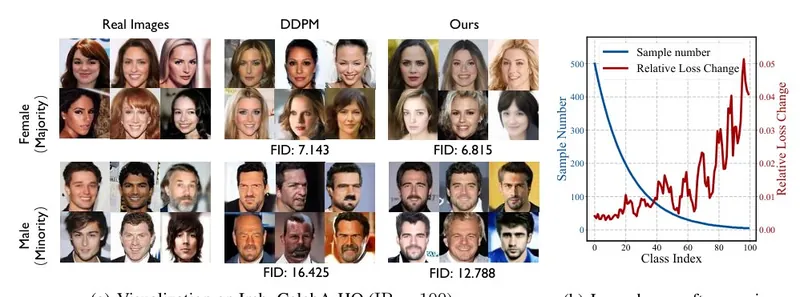 Real Images DDPM Ours
Female
(Majority)
FID: 7.143 FID: 6.815
Male
(Minority)
FID: 16.425 FID: 12.788
Sample number
Relative Loss Change
Sample Number
500
400
300
200
100
0
0.05
0.04
0.03
0.02
0.01
0.00
Relative Loss Change
0 20 40 60 80 100
Class Index